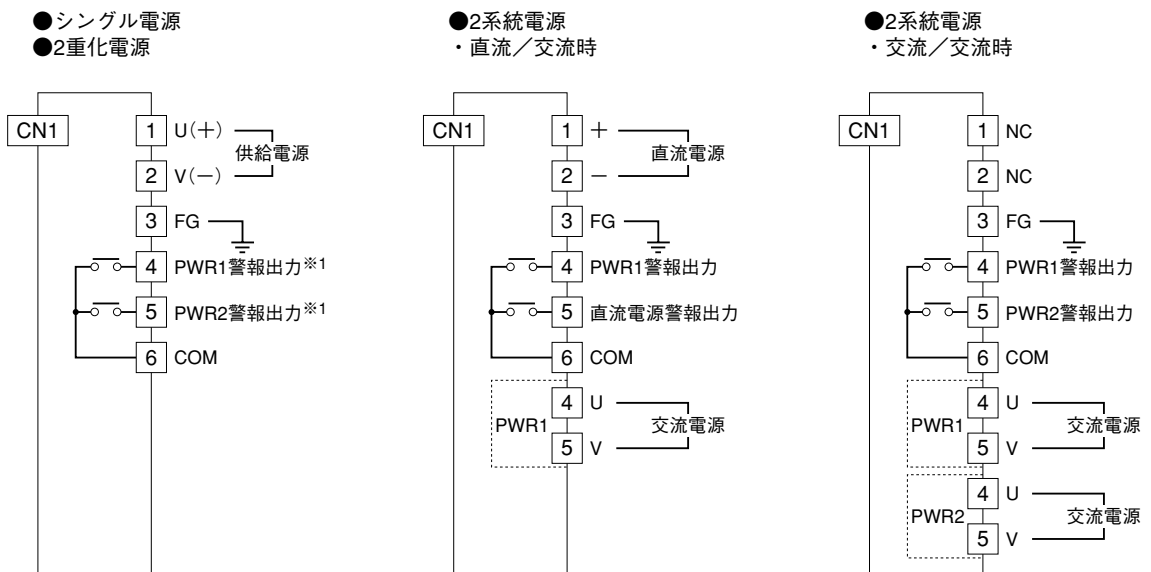 ●シングル電源
●2重化電源
CN1
1 U(+)
供給電源
2 V(−)
3 FG
4 PWR1警報出力※1
5 PWR2警報出力※1
6 COM
●2系統電源
・直流／交流時
CN1
1 +
直流電源
2 −
3 FG
4 PWR1警報出力
5 直流電源警報出力
6 COM
PWR1
4 U
交流電源
5 V
●2系統電源
・交流／交流時
CN1
1 NC
2 NC
3 FG
4 PWR1警報出力
5 PWR2警報出力
6 COM
PWR1
4 U
交流電源
5 V
PWR2
4 U
交流電源
5 V